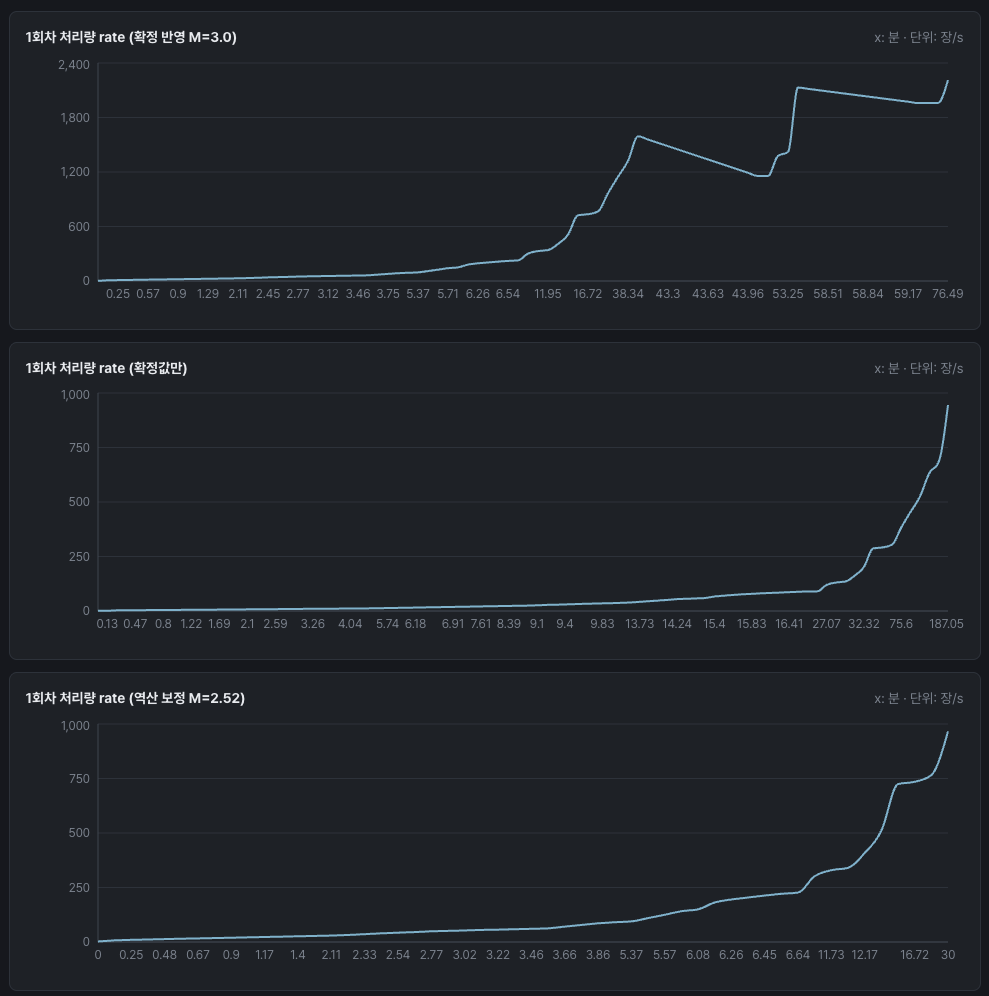 1회차 처리량 rate (확정 반영 M=3.0)
x: 분 · 단위: 장/s
2,400
1,800
1,200
600
0
0.25 0.57 0.9 1.29 2.11 2.45 2.77 3.12 3.46 3.75 5.37 5.71 6.26 6.54 11.95 16.72 38.34 43.3 43.63 43.96 53.25 58.51 58.84 59.17 76.49
1회차 처리량 rate (확정값만)
x: 분 · 단위: 장/s
1,000
750
500
250
0
0.13 0.47 0.8 1.22 1.69 2.1 2.59 3.26 4.04 5.74 6.18 6.91 7.61 8.39 9.1 9.4 9.83 13.73 14.24 15.4 15.83 16.41 27.07 32.32 75.6 187.05
1회차 처리량 rate (역산 보정 M=2.52)
x: 분 · 단위: 장/s
1,000
750
500
250
0
0 0.25 0.48 0.67 0.9 1.17 1.4 2.11 2.33 2.54 2.77 3.02 3.22 3.46 3.66 3.86 5.37 5.57 6.08 6.26 6.45 6.64 11.73 12.17 16.72 30